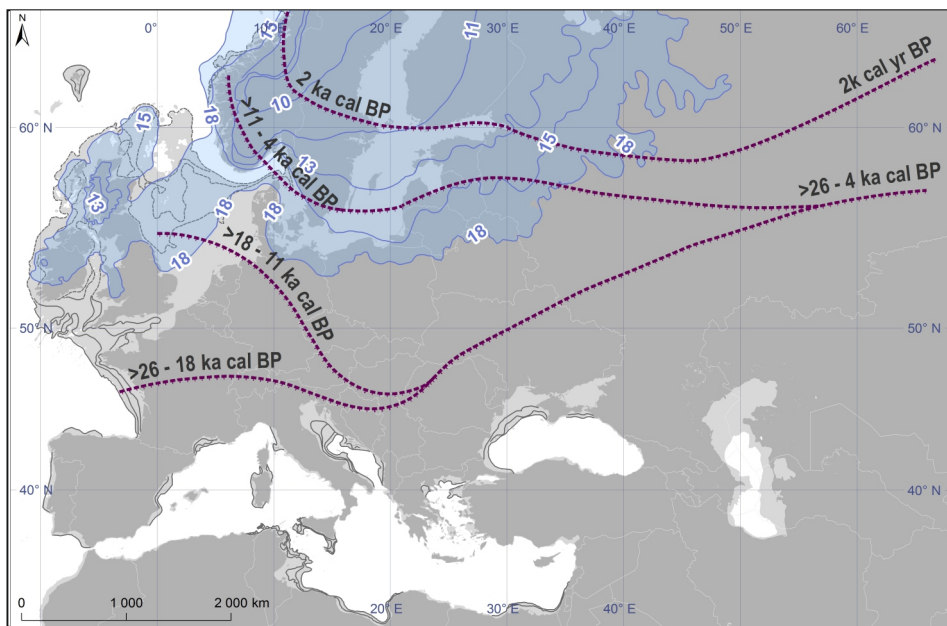 N
0°
20° E
30° E
40° E
50° E
60° E
15
11
18
10
2 ka cal BP
2k cal yr BP
60° N
15
>11 - 4 ka cal BP
13
15
18
60° N
13
18
18
18
>26 - 4 ka cal BP
18
>18 - 11 ka cal BP
50° N
50° N
>26 - 18 ka cal BP
40° N
40° N
0
1 000
2 000 km
20° E
30° E
40° E